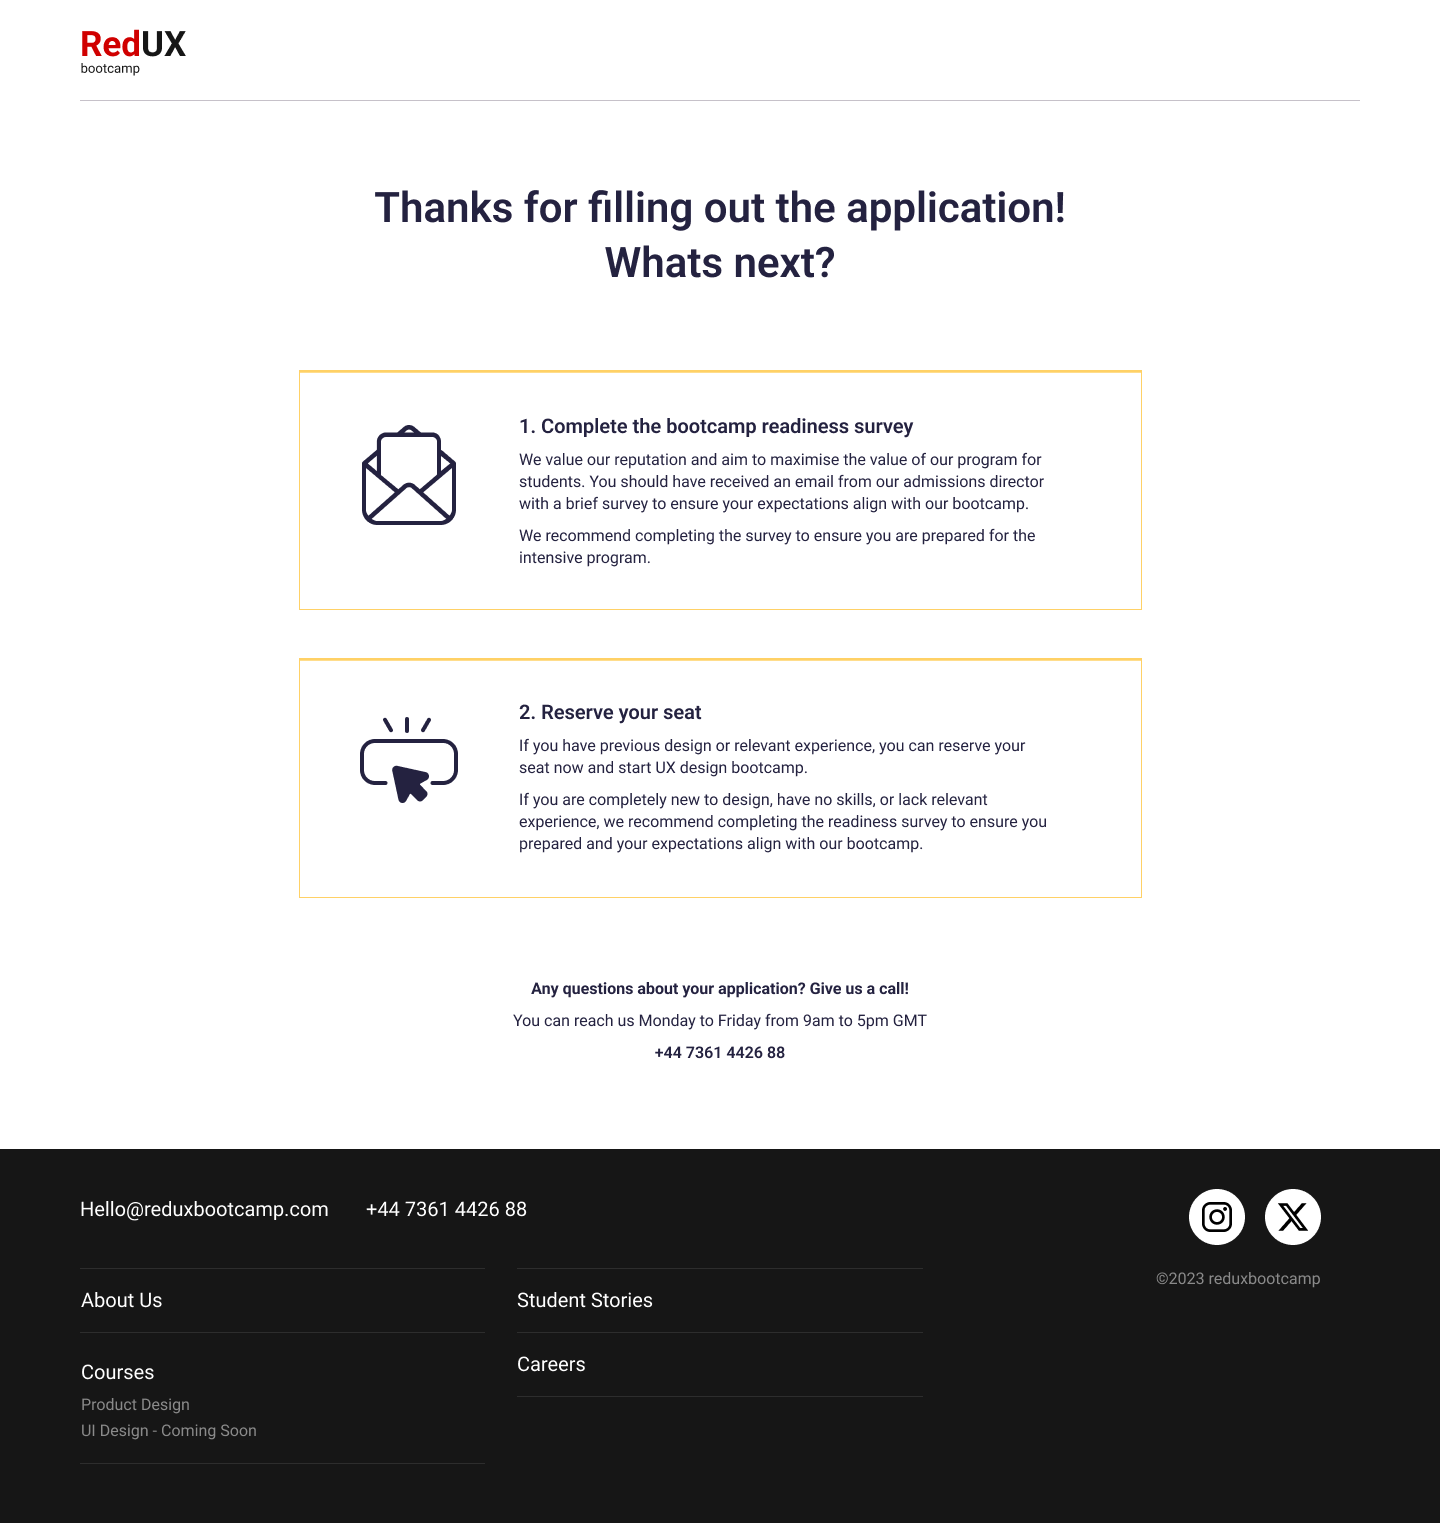 RedUX
bootcamp
Thanks for filling out the application!
Whats next?
1. Complete the bootcamp readiness survey
We value our reputation and aim to maximise the value of our program for
students. You should have received an email from our admissions director
with a brief survey to ensure your expectations align with our bootcamp.
We recommend completing the survey to ensure you are prepared for the
intensive program.
2. Reserve your seat
If you have previous design or relevant experience, you can reserve your
seat now and start UX design bootcamp.
If you are completely new to design, have no skills, or lack relevant
experience, we recommend completing the readiness survey to ensure you
prepared and your expectations align with our bootcamp.
Any questions about your application? Give us a call!
You can reach us Monday to Friday from 9am to 5pm GMT
+44 7361 4426 88
Hello@reduxbootcamp.com
+44 7361 4426 88
About Us
Courses
Product Design
UI Design - Coming Soon
Student Stories
Careers
©2023 reduxbootcamp